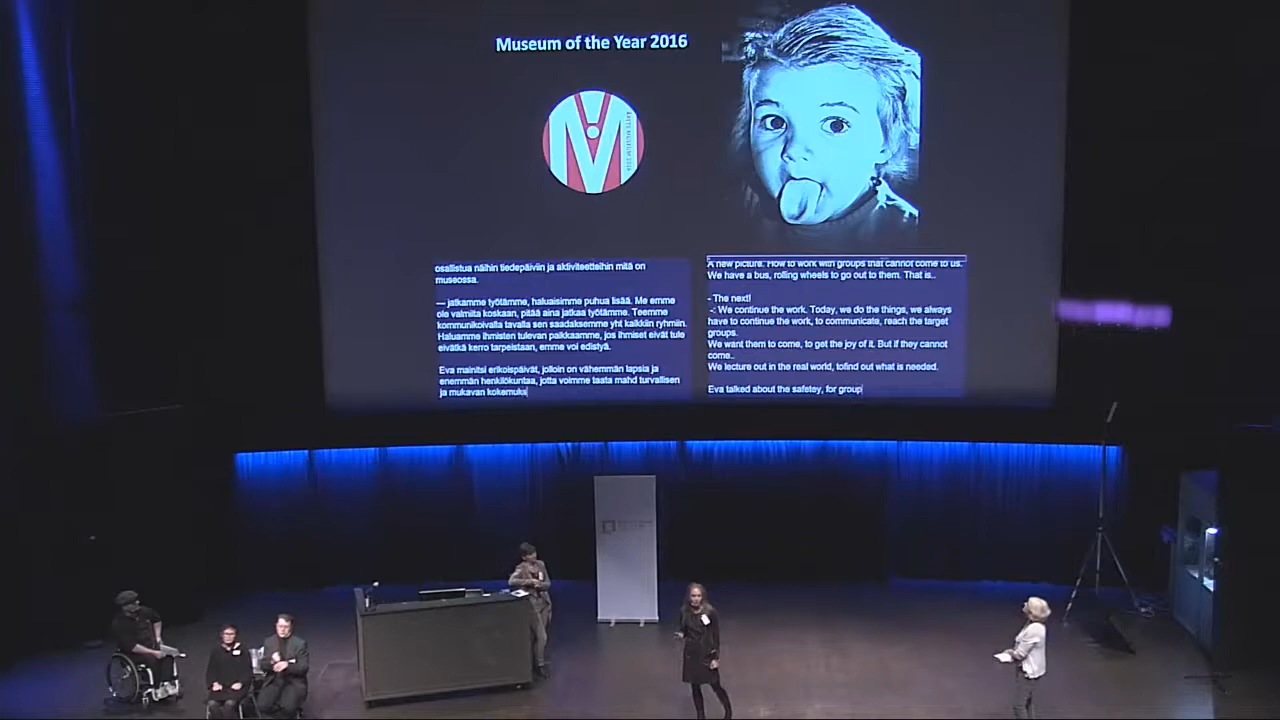 Museum of the Year 2016
M
osallistua näihin tiedepäiviin ja aktiviteetteihin mitä on
museossa.
— jatkamme työtämme, haluaisimme puhua lisää. Me emme
ole valmiita koskaan, pitää aina jatkaa työtämme. Teemme
kommunikoivalla tavalla sen saadaksemme yht kaikkiin ryhmiin.
Haluamme ihmisten tulevan paikkaamme, jos ihmiset eivät tule
eivätkä kerro tarpeistaan, emme voi edistyä.
Eva mainitsi erikoispäivät, jolloin on vähemmän lapsia ja
enemmän henkilökuntaa, jotta voimme taata mahd turvallisen
ja mukavan kokemuks
A new picture. How to work with groups that cannot come to us.
We have a bus, rolling wheels to go out to them. That is..
- The next!
-: We continue the work. Today, we do the things, we always
have to continue the work, to communicate, reach the target
groups.
We want them to come, to get the joy of it. But if they cannot
come..
We lecture out in the real world, tofind out what is needed.
Eva talked about the safetey, for group